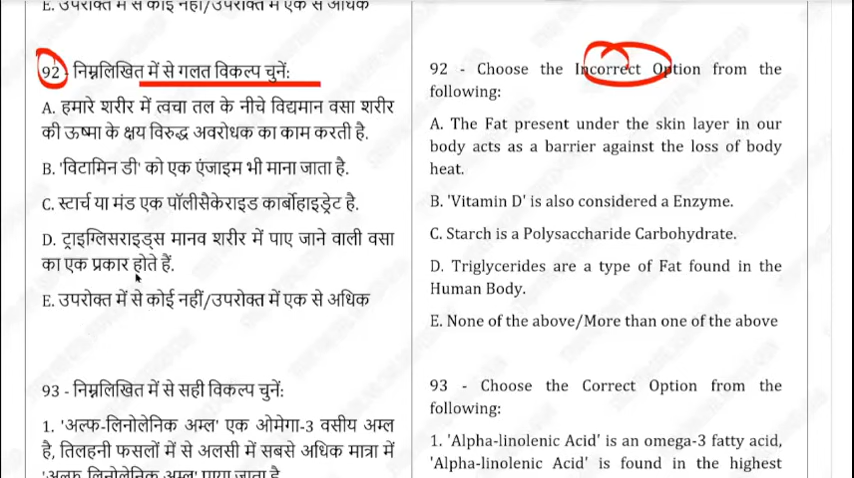 E. उपरोक्त में से कोई नहीं/उपरोक्त में एक से अधिक
92 - निम्नलिखित में से गलत विकल्प चुनें:
A. हमारे शरीर में त्वचा तल के नीचे विद्यमान वसा शरीर
की ऊष्मा के क्षय विरुद्ध अवरोधक का काम करती है.
B. 'विटामिन डी' को एक एंजाइम भी माना जाता है.
C. स्टार्च या मंड एक पॉलीसैकेराइड कार्बोहाइड्रेट है.
D. ट्राइग्लिसराइड्स मानव शरीर में पाए जाने वाली वसा
का एक प्रकार होते हैं.
E. उपरोक्त में से कोई नहीं/उपरोक्त में एक से अधिक
93 - निम्नलिखित में से सही विकल्प चुनें:
1. 'अल्फ-लिनोलेनिक अम्ल' एक ओमेगा-3 वसीय अम्ल
है, तिलहनी फसलों में से अलसी में सबसे अधिक मात्रा में
'अल्फ लिनोलेनिक अम्ल' पाया जाता है
92 - Choose the Incorrect Option from the
following:
A. The Fat present under the skin layer in our
body acts as a barrier against the loss of body
heat.
B. 'Vitamin D' is also considered a Enzyme.
C. Starch is a Polysaccharide Carbohydrate.
D. Triglycerides are a type of Fat found in the
Human Body.
E. None of the above/More than one of the above
93 - Choose the Correct Option from the
following:
1. 'Alpha-linolenic Acid' is an omega-3 fatty acid,
'Alpha-linolenic Acid' is found in the highest